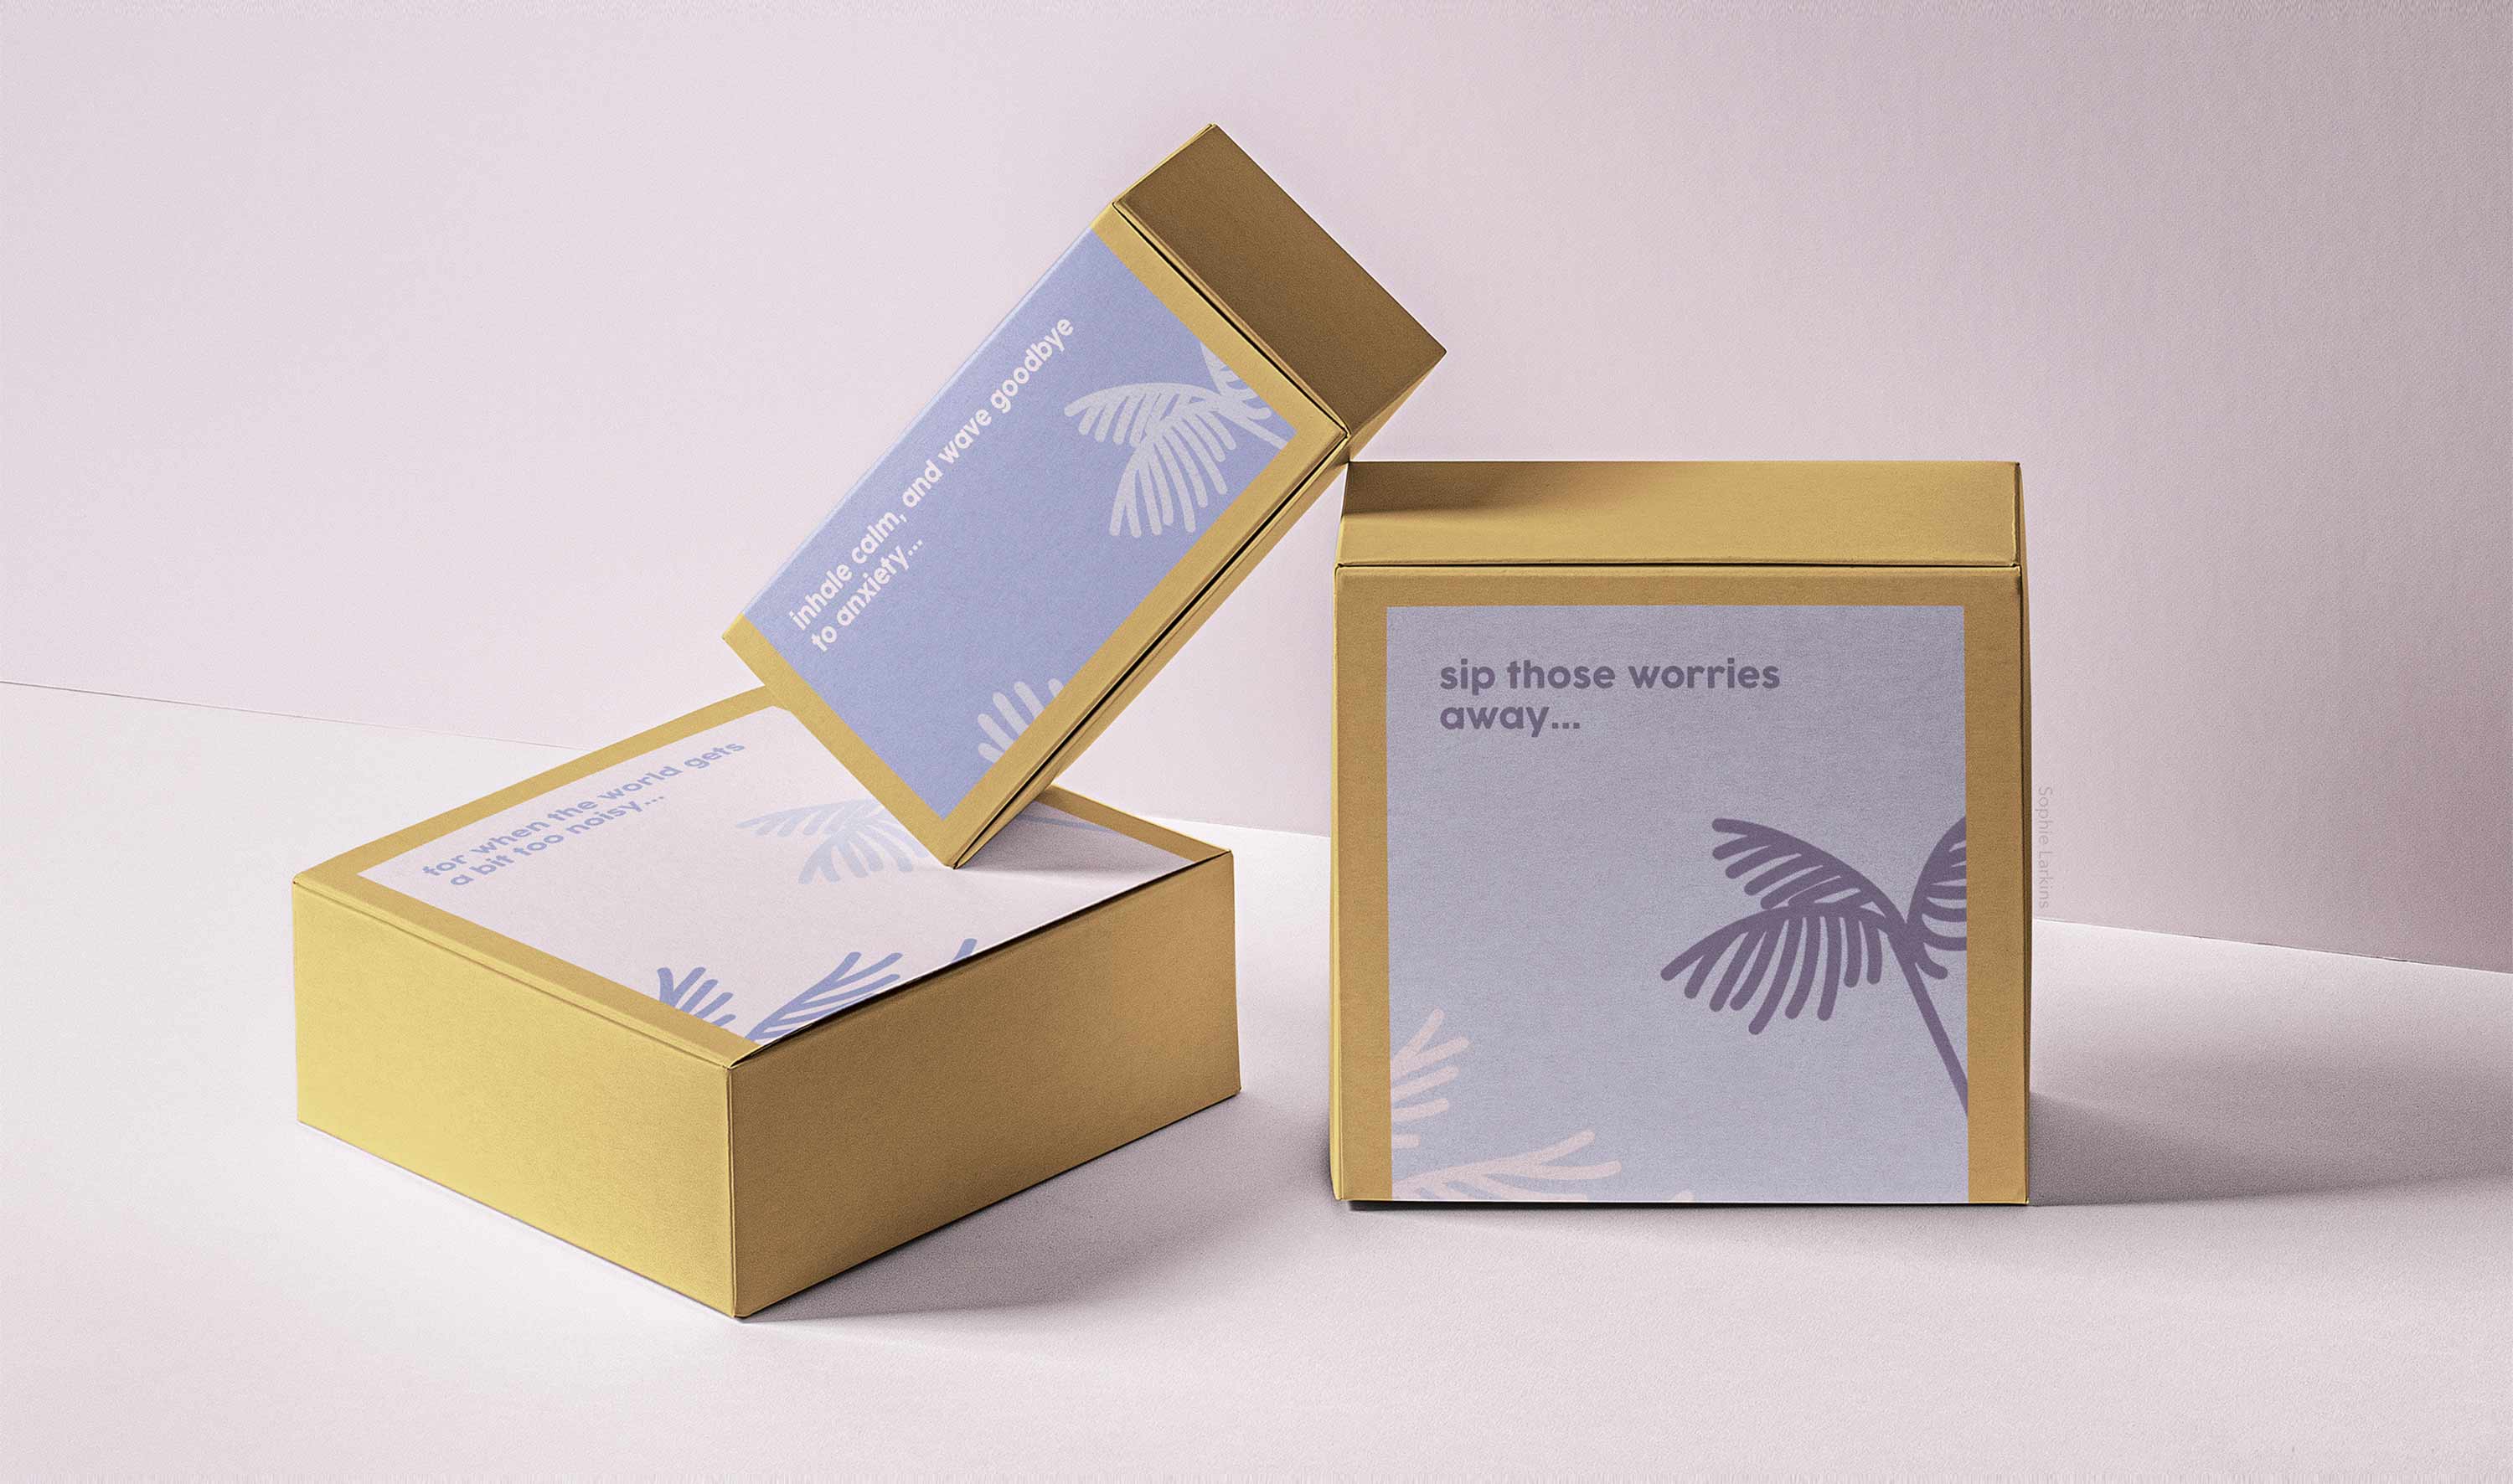 inhale calm, and wave goodbye
to anxiety...
for when the world gets
a bit too noisy...
sip those worries
away...
Sophie Larkins